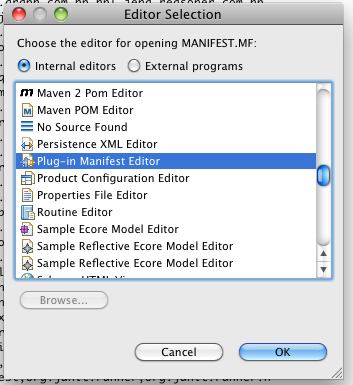 Editor Selection
Choose the editor for opening MANIFEST.MF:
Internal editors External programs
Maven 2 Pom Editor
Maven POM Editor
No Source Found
Persistence XML Editor
Plug-in Manifest Editor
Product Configuration Editor
Properties File Editor
Routine Editor
Sample Ecore Model Editor
Sample Reflective Ecore Model Editor
Sample Reflective Ecore Model Editor
Browse...
Cancel OK